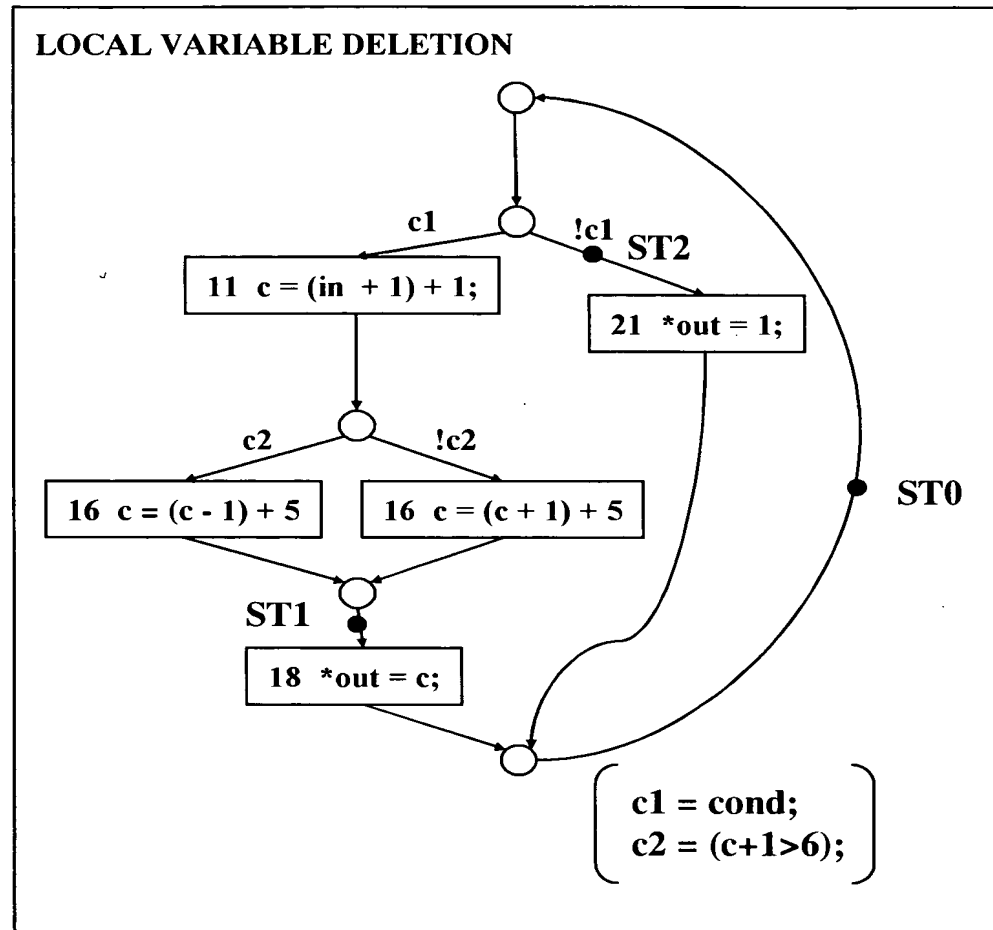 LOCAL VARIABLE DELETION
c1
!c1
ST2
11 c = (in + 1) + 1;
21 *out = 1;
c2
!c2
16 c = (c - 1) + 5
16 c = (c + 1) + 5
ST0
ST1
18 *out = c;
c1 = cond;
c2 = (c+1>6);